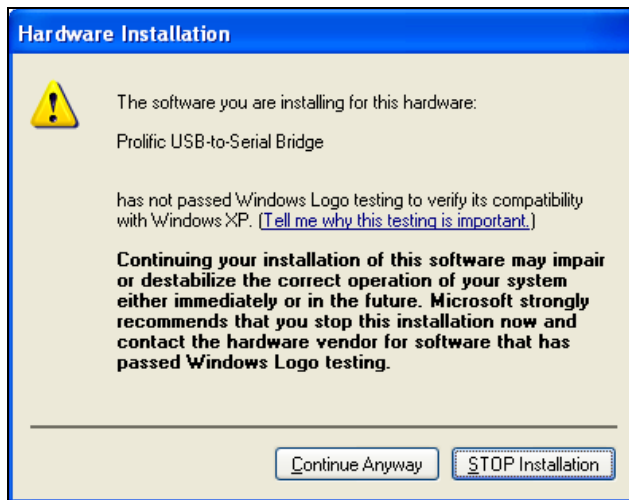 Hardware Installation
The software you are installing for this hardware:
Prolific USB-to-Serial Bridge
has not passed Windows Logo testing to verify its compatibility
with Windows XP. (Tell me why this testing is important.)
Continuing your installation of this software may impair
or destabilize the correct operation of your system
either immediately or in the future. Microsoft strongly
recommends that you stop this installation now and
contact the hardware vendor for software that has
passed Windows Logo testing.
Continue Anyway
STOP Installation